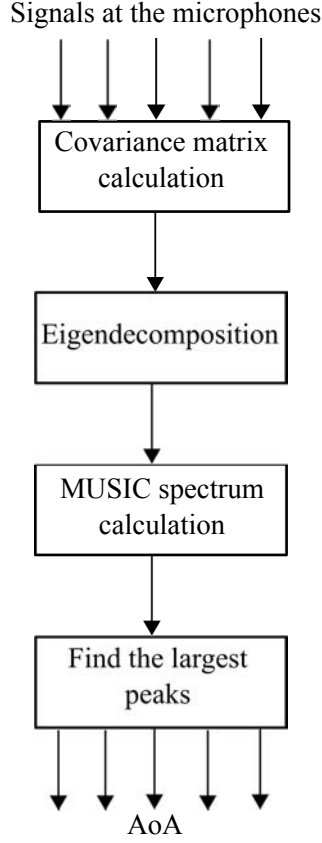 Signals at the microphones
Covariance matrix
calculation
Eigendecomposition
MUSIC spectrum
calculation
Find the largest
peaks
AoA